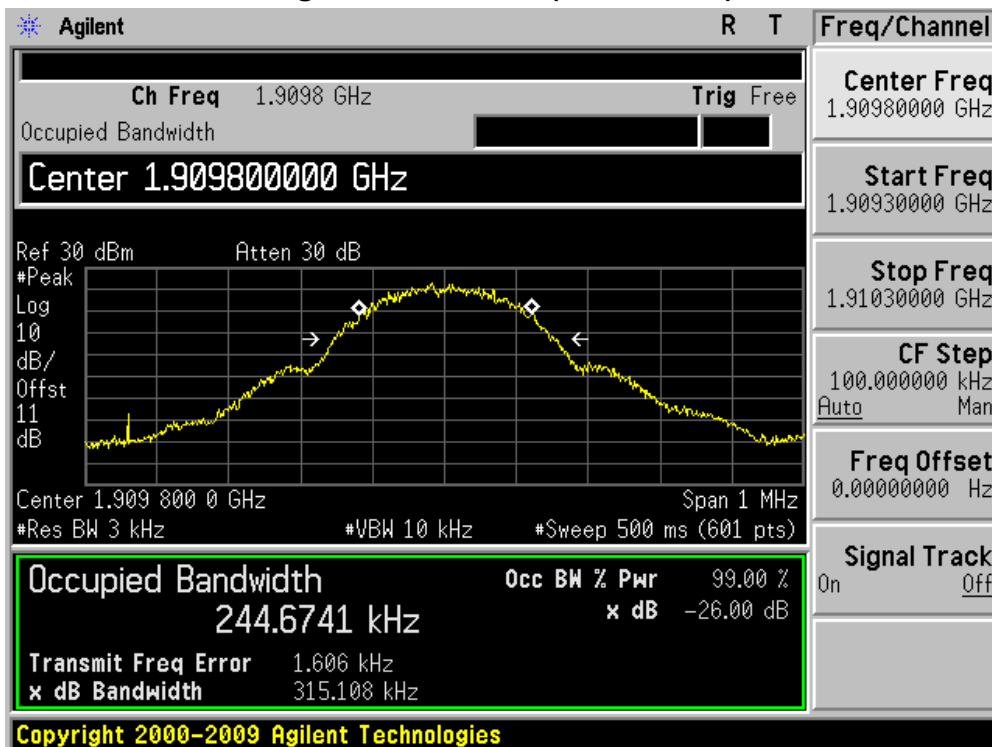 Agilent R T Freq/Channel
Ch Freq 1.9098 GHz Trig Free
Occupied Bandwidth
Center 1.909800000 GHz
Ref 30 dBm Atten 30 dB
#Peak
Log
10
dB/
Offst
11
dB
Center 1.909 800 0 GHz Span 1 MHz
#Res BW 3 kHz #VBW 10 kHz #Sweep 500 ms (601 pts)
Occupied Bandwidth Occ BW % Pwr 99.00 %
244.6741 kHz x dB -26.00 dB
Transmit Freq Error 1.606 kHz
x dB Bandwidth 315.108 kHz
Center Freq
1.90980000 GHz
Start Freq
1.90930000 GHz
Stop Freq
1.91030000 GHz
CF Step
100.000000 kHz
Auto Man
Freq Offset
0.00000000 Hz
Signal Track
On Off
Copyright 2000-2009 Agilent Technologies